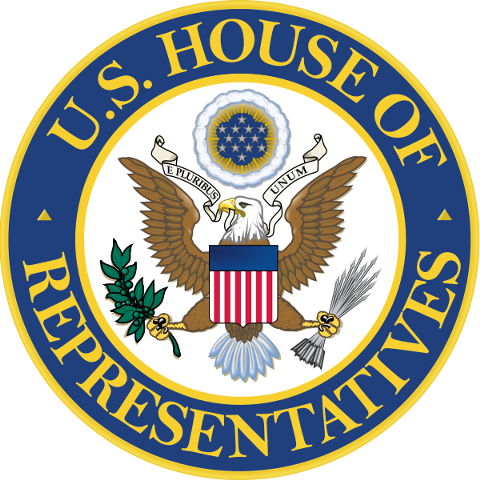 U.S. HOUSE OF
REPRESENTATIVES
E PLURIBUS
UNUM